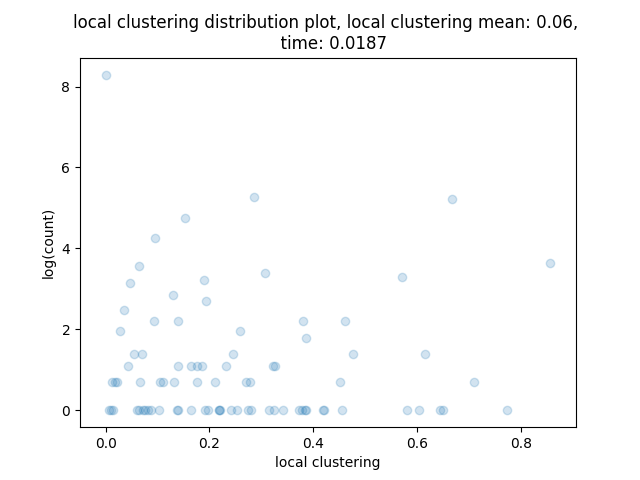 local clustering distribution plot, local clustering mean: 0.06,
time: 0.0187
log(count)
8
6
4
2
0
0.0 0.2 0.4 0.6 0.8
local clustering